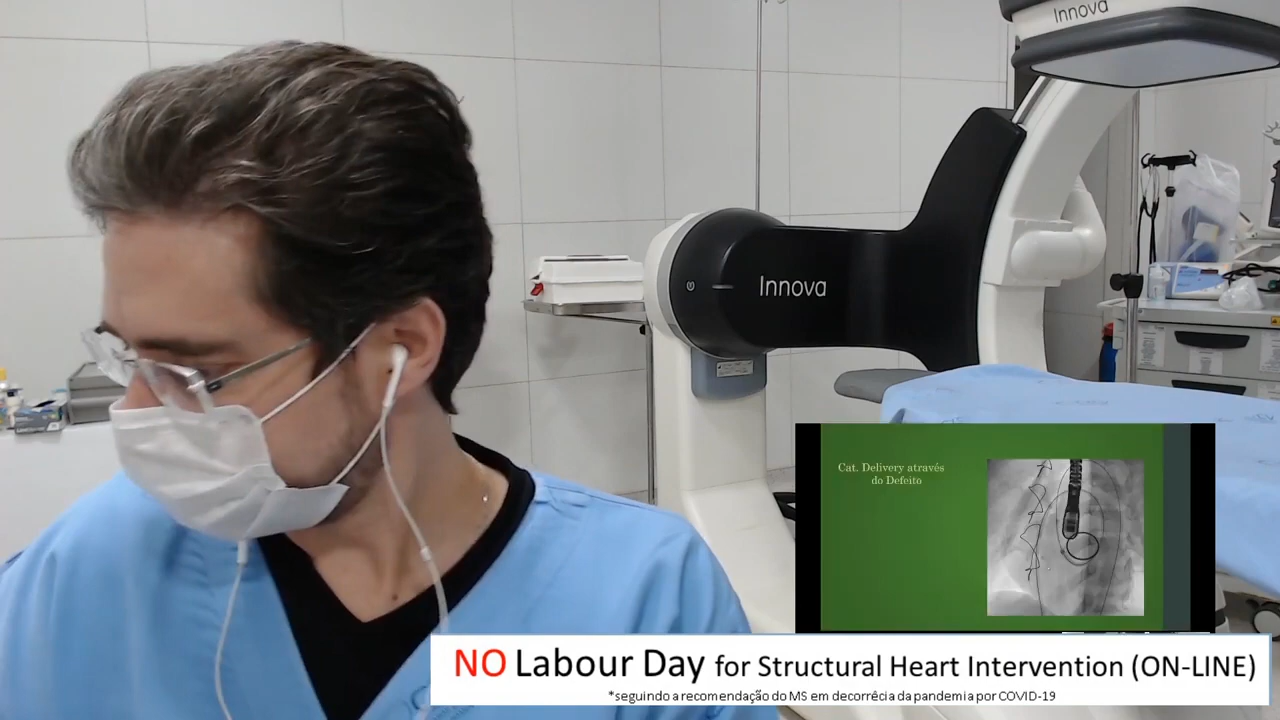 Innova
Innova
Cat. Delivery através
do Defeito
NO Labour Day for Structural Heart Intervention (ON-LINE)
*seguindo a recomendação do MS em decorrêcia da pandemia por COVID-19